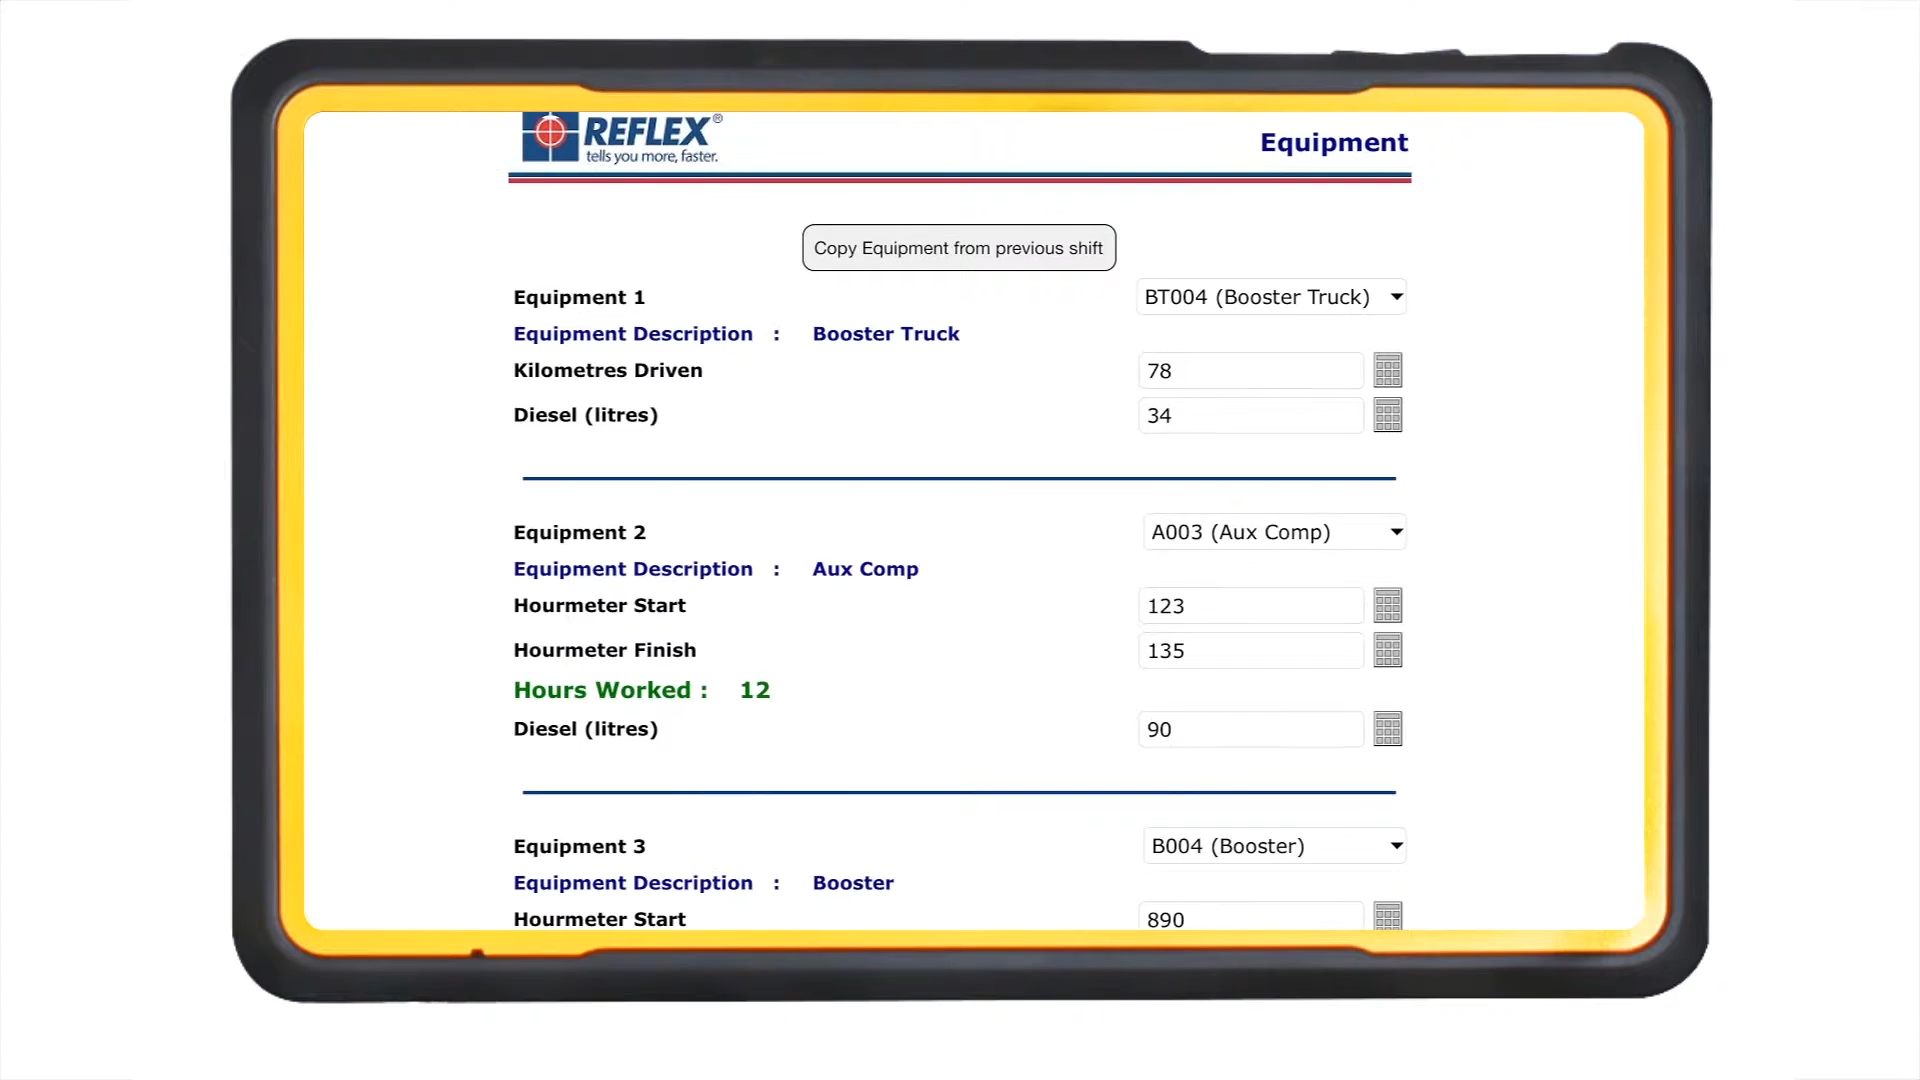 REFLEX®
tells you more, faster.
Equipment
Copy Equipment from previous shift
Equipment 1 BT004 (Booster Truck)
Equipment Description : Booster Truck
Kilometres Driven 78
Diesel (litres) 34
Equipment 2 A003 (Aux Comp)
Equipment Description : Aux Comp
Hourmeter Start 123
Hourmeter Finish 135
Hours Worked : 12
Diesel (litres) 90
Equipment 3 B004 (Booster)
Equipment Description : Booster
Hourmeter Start 890